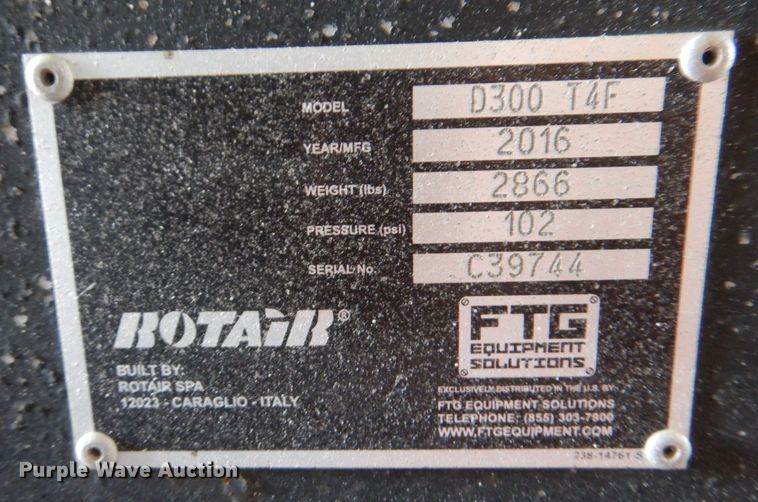 MODEL D300 T4F
YEAR/MFG 2016
WEIGHT (lbs) 2866
PRESSURE (psi) 102
SERIAL No. C39744
ROTAIR®
BUILT BY:
ROTAIR SPA
12023 - CARAGLIO - ITALY
FTG
EQUIPMENT
SOLUTIONS
EXCLUSIVELY DISTRIBUTED IN THE U.S. BY:
FTG EQUIPMENT SOLUTIONS
TELEPHONE: (855) 303-7800
WWW.FTGEQUIPMENT.COM
238-14761-S
Purple Wave Auction